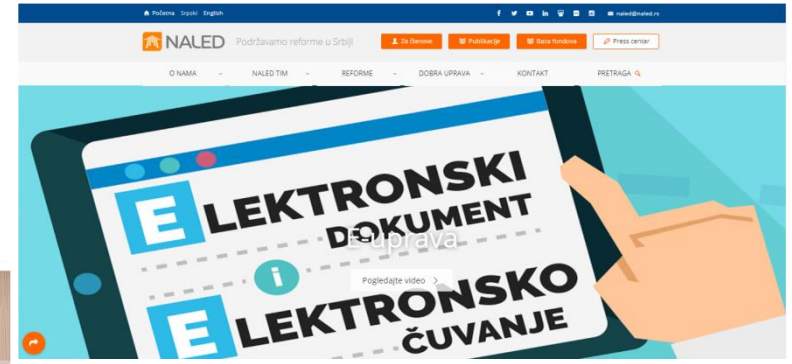 Početna Srpski English
naled@naled.rs
NALED Podržavamo reforme u Srbiji
Za članove
Publikacije
Baza fondova
Press centar
O NAMA
NALED TIM
REFORME
DOBRA UPRAVA
KONTAKT
PRETRAGA
ELEKTRONSKI
DOKUMENT
E-uprava
i
Pogledajte video
ELEKTRONSKO
ČUVANJE